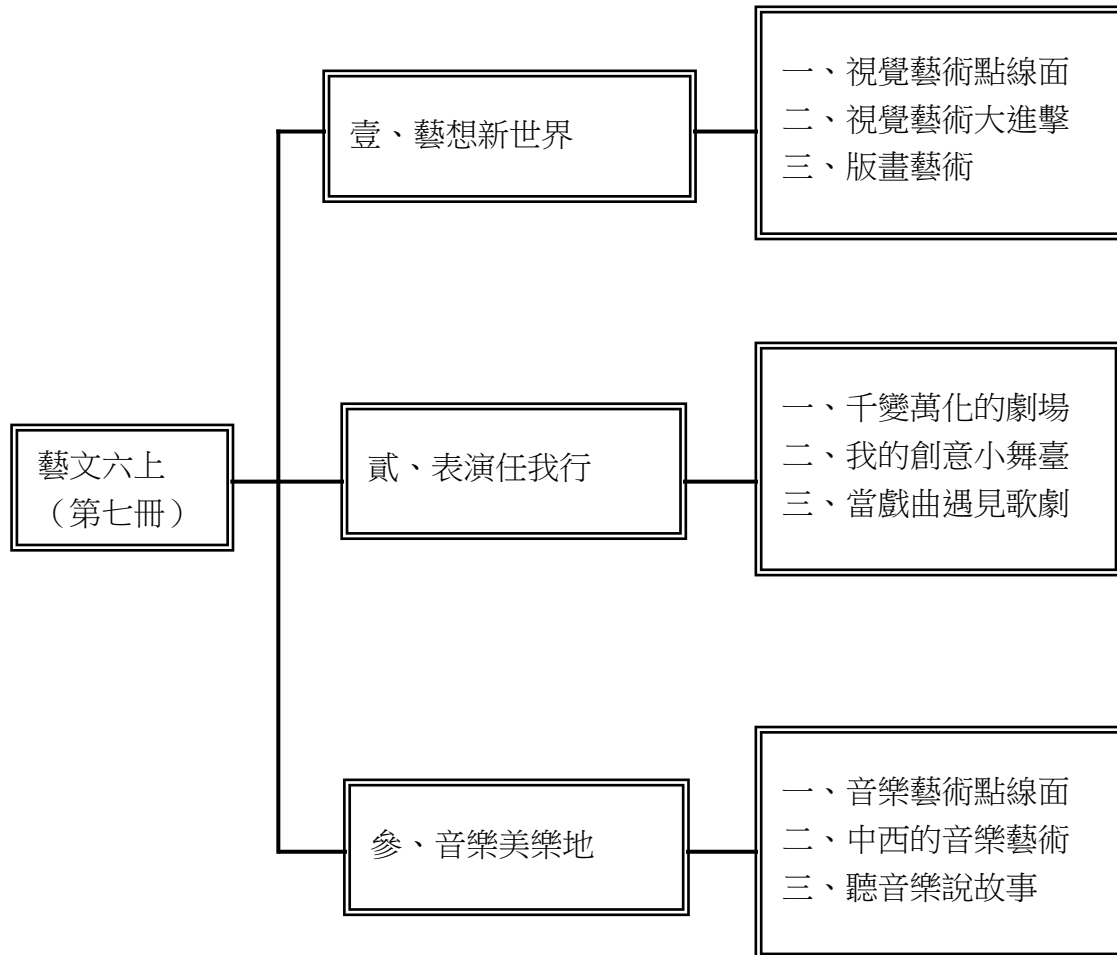 藝文六上
（第七冊）
壹、藝想新世界
一、視覺藝術點線面
二、視覺藝術大進擊
三、版畫藝術
貳、表演任我行
一、千變萬化的劇場
二、我的創意小舞臺
三、當戲曲遇見歌劇
參、音樂美樂地
一、音樂藝術點線面
二、中西的音樂藝術
三、聽音樂說故事